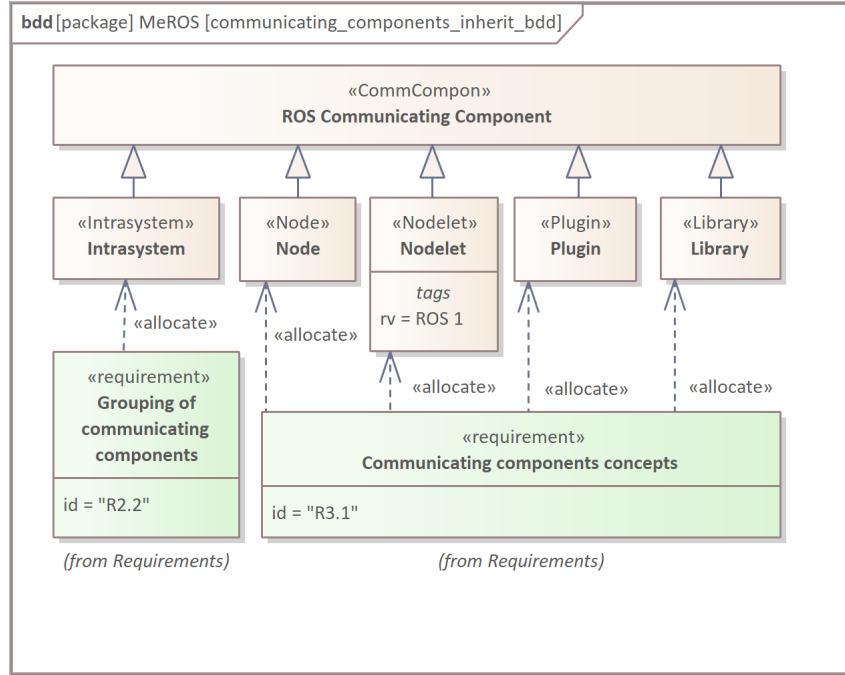 bdd [package] MeROS [communicating_components_inherit_bdd]
«CommCompon»
ROS Communicating Component
«Intrasystem»
Intrasystem
«Node»
Node
«Nodelet»
Nodelet
tags
rv = ROS 1
«Plugin»
Plugin
«Library»
Library
«allocate»
«allocate»
«allocate»
«allocate»
«allocate»
«requirement»
Grouping of
communicating
components
id = "R2.2"
(from Requirements)
«requirement»
Communicating components concepts
id = "R3.1"
(from Requirements)